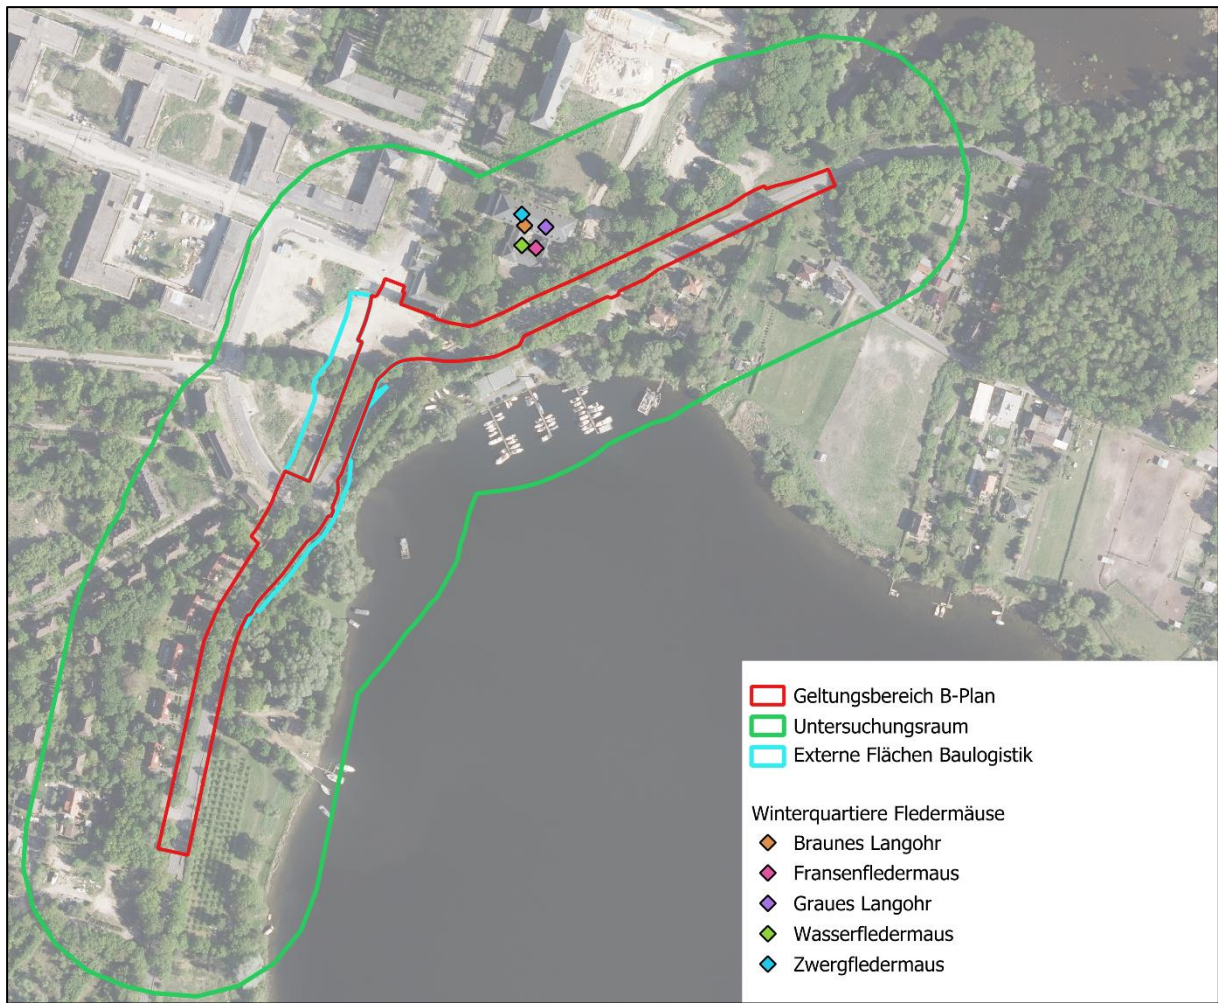 Geltungsbereich B-Plan
Untersuchungsraum
Externe Flächen Baulogistik
Winterquartiere Fledermäuse
Braunes Langohr
Fransenfledermaus
Graues Langohr
Wasserfledermaus
Zwergfledermaus